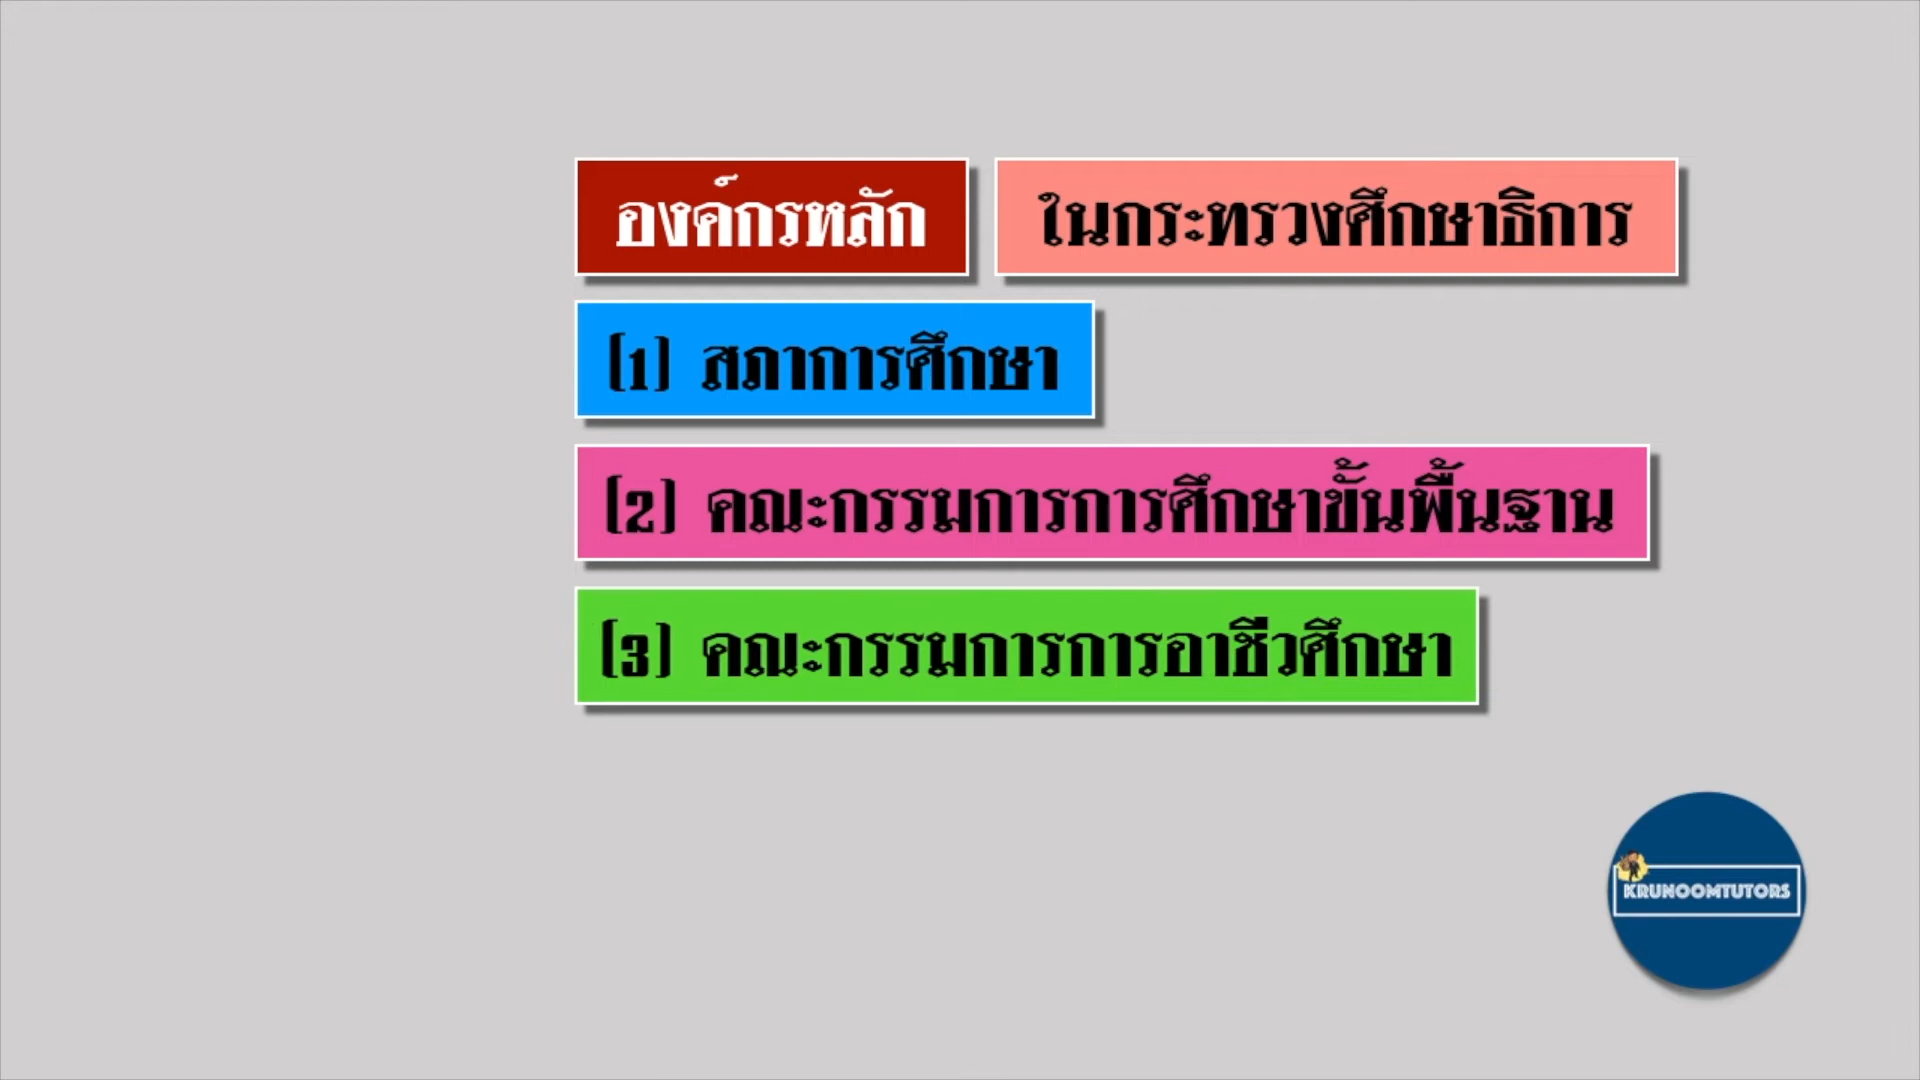 องค์กรหลัก ในกระทรวงศึกษาธิการ
(1) สภาการศึกษา
(2) คณะกรรมการการศึกษาขั้นพื้นฐาน
(3) คณะกรรมการการอาชีวศึกษา
KRUNOOMTUTORS